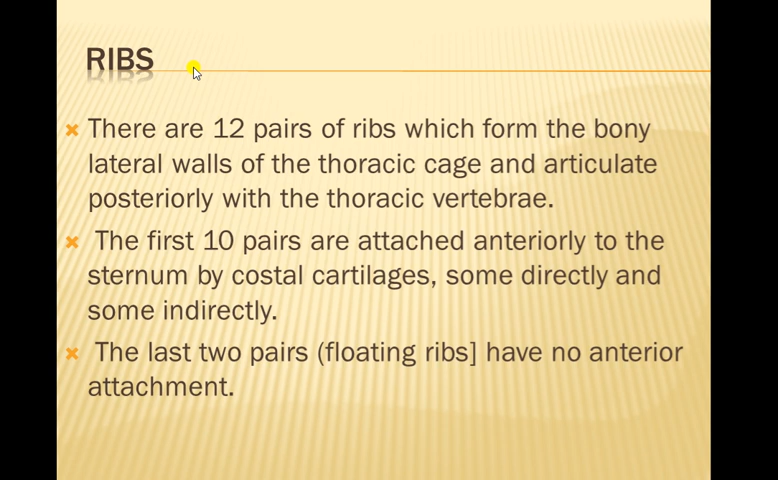 RIBS
There are 12 pairs of ribs which form the bony
lateral walls of the thoracic cage and articulate
posteriorly with the thoracic vertebrae.
The first 10 pairs are attached anteriorly to the
sternum by costal cartilages, some directly and
some indirectly.
The last two pairs (floating ribs] have no anterior
attachment.